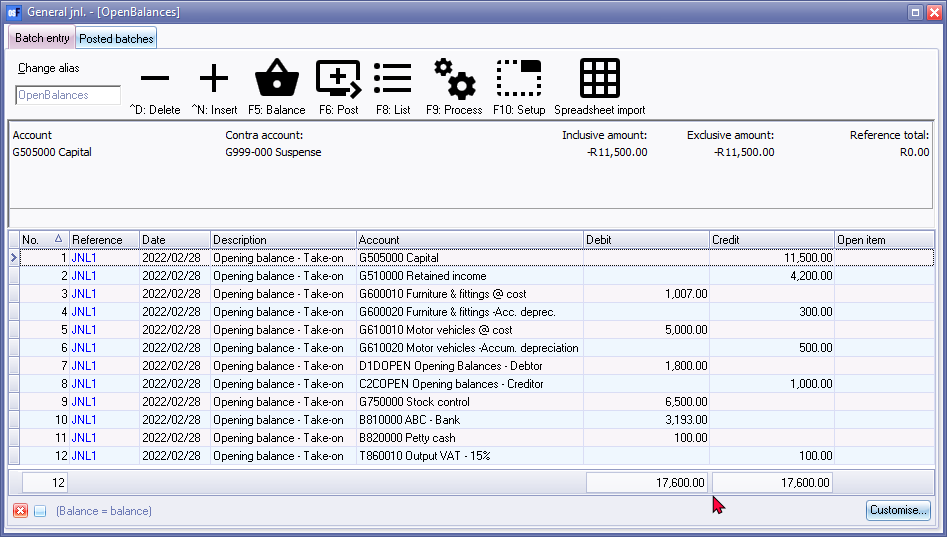 General jnl. - [OpenBalances]
Batch entry Posted batches
Change alias
OpenBalances
^D: Delete ^N: Insert F5: Balance F6: Post F8: List F9: Process F10: Setup Spreadsheet import
Account Contra account: Inclusive amount: Exclusive amount: Reference total:
G505000 Capital G999-000 Suspense -R11,500.00 -R11,500.00 R0.00
No. Reference Date Description Account Debit Credit Open item
1 JNL1 2022/02/28 Opening balance - Take-on G505000 Capital 11,500.00
2 JNL1 2022/02/28 Opening balance - Take-on G510000 Retained income 4,200.00
3 JNL1 2022/02/28 Opening balance - Take-on G600010 Furniture & fittings @ cost 1,007.00
4 JNL1 2022/02/28 Opening balance - Take-on G600020 Furniture & fittings -Acc. deprec. 300.00
5 JNL1 2022/02/28 Opening balance - Take-on G610010 Motor vehicles @ cost 5,000.00
6 JNL1 2022/02/28 Opening balance - Take-on G610020 Motor vehicles -Accum. depreciation 500.00
7 JNL1 2022/02/28 Opening balance - Take-on D1DOPEN Opening Balances - Debtor 1,800.00
8 JNL1 2022/02/28 Opening balance - Take-on C2COPEN Opening balances - Creditor 1,000.00
9 JNL1 2022/02/28 Opening balance - Take-on G750000 Stock control 6,500.00
10 JNL1 2022/02/28 Opening balance - Take-on B810000 ABC - Bank 3,193.00
11 JNL1 2022/02/28 Opening balance - Take-on B820000 Petty cash 100.00
12 JNL1 2022/02/28 Opening balance - Take-on T860010 Output VAT - 15% 100.00
12 17,600.00 17,600.00
(Balance = balance) Customise...